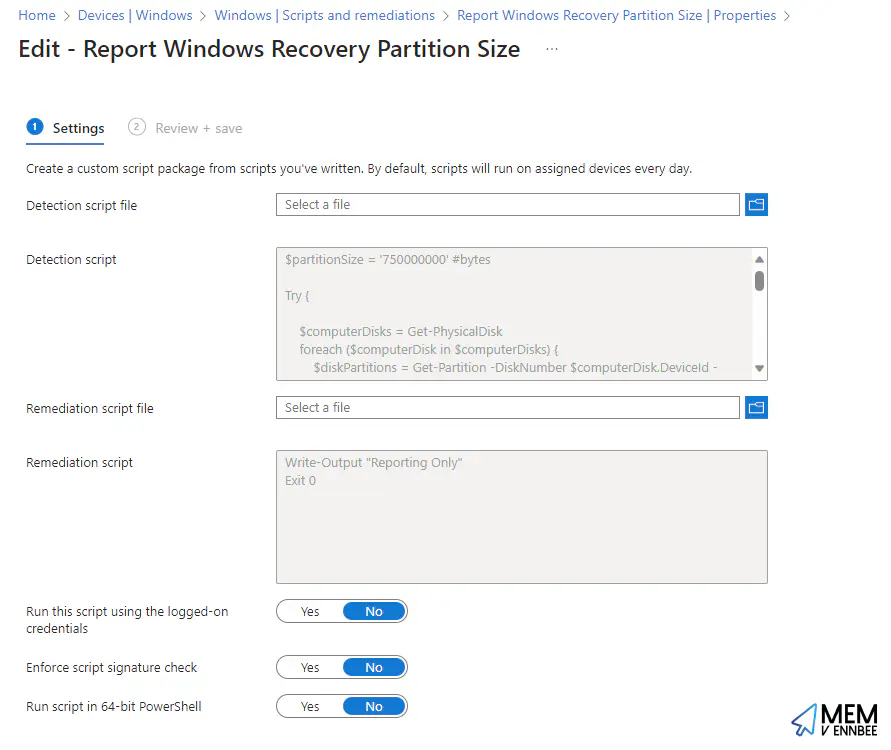 Home > Devices | Windows > Windows | Scripts and remediations > Report Windows Recovery Partition Size | Properties >
Edit - Report Windows Recovery Partition Size ...
1 Settings 2 Review + save
Create a custom script package from scripts you've written. By default, scripts will run on assigned devices every day.
Detection script file Select a file
Detection script
$partitionSize = '750000000' #bytes
Try {
$computerDisks = Get-PhysicalDisk
foreach ($computerDisk in $computerDisks) {
$diskPartitions = Get-Partition -DiskNumber $computerDisk.DeviceId -
Remediation script file Select a file
Remediation script
Write-Output "Reporting Only"
Exit 0
Run this script using the logged-on
credentials
Yes No
Enforce script signature check Yes No
Run script in 64-bit PowerShell Yes No
MEM
V ENNBEE